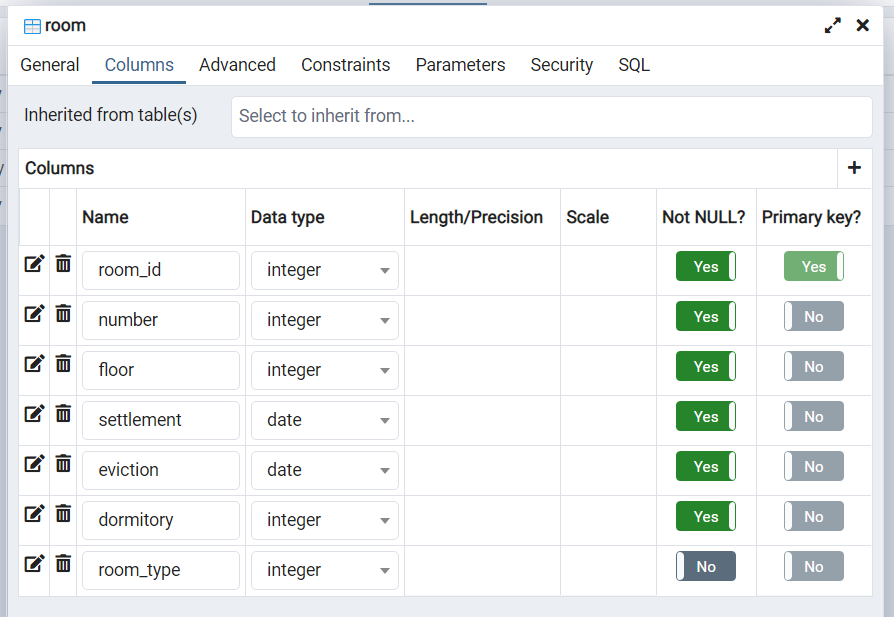 room
General Columns Advanced Constraints Parameters Security SQL
Inherited from table(s) Select to inherit from...
Columns
Name Data type Length/Precision Scale Not NULL? Primary key?
room_id integer Yes Yes
number integer Yes No
floor integer Yes No
settlement date Yes No
eviction date Yes No
dormitory integer Yes No
room_type integer No No